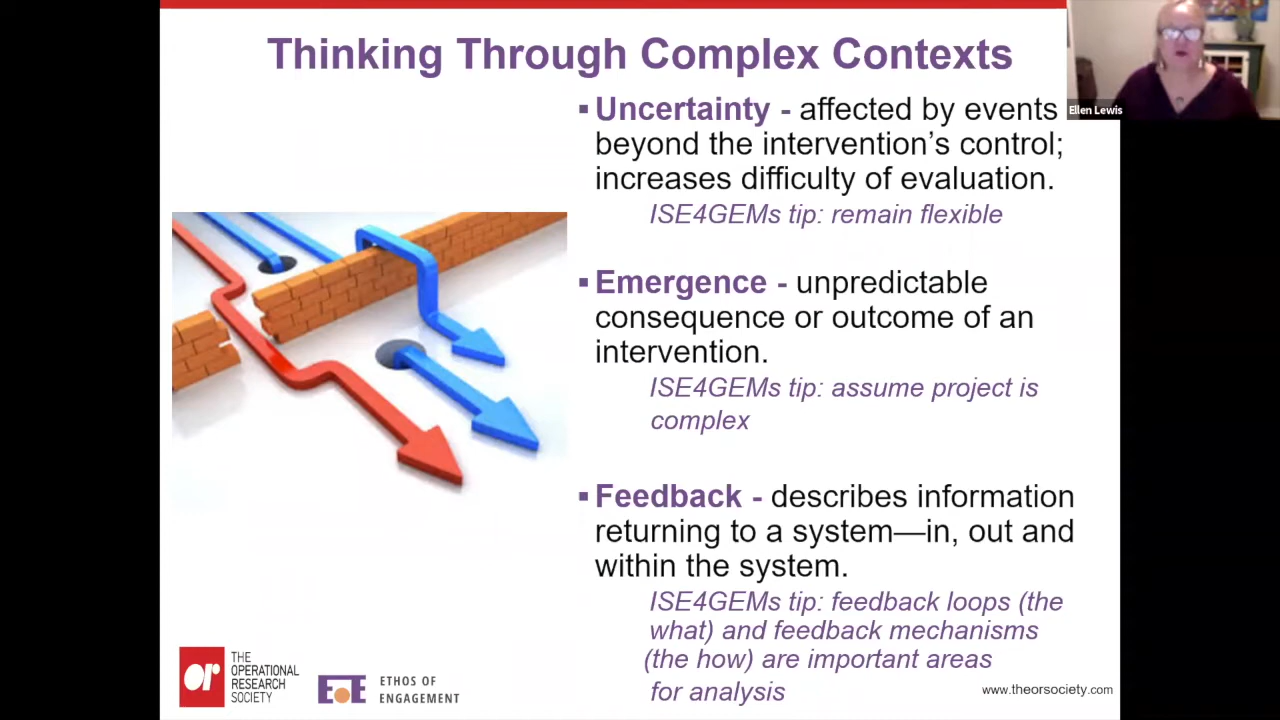 Thinking Through Complex Contexts
▪Uncertainty - affected by events
beyond the intervention’s control;
increases difficulty of evaluation.
ISE4GEMs tip: remain flexible
▪Emergence - unpredictable
consequence or outcome of an
intervention.
ISE4GEMs tip: assume project is
complex
▪Feedback - describes information
returning to a system—in, out and
within the system.
ISE4GEMs tip: feedback loops (the
what) and feedback mechanisms
(the how) are important areas
for analysis
Ellen Lewis
or
THE
OPERATIONAL
RESEARCH
SOCIETY
EoE
ETHOS OF
ENGAGEMENT
www.theorsociety.com